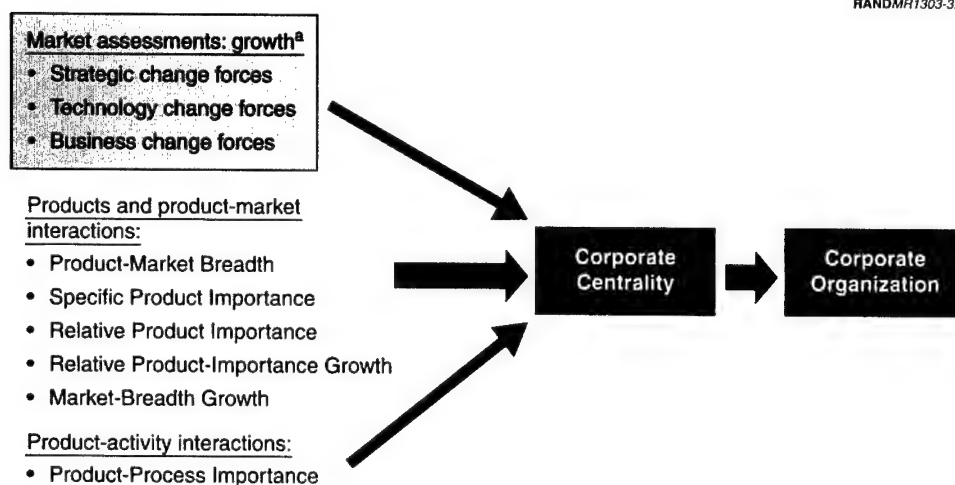 RANDMR1303-3.
Market assessments: growthª
• Strategic change forces
• Technology change forces
• Business change forces
Products and product-market
interactions:
• Product-Market Breadth
• Specific Product Importance
• Relative Product Importance
• Relative Product-Importance Growth
• Market-Breadth Growth
Product-activity interactions:
• Product-Process Importance
Corporate
Centrality
Corporate
Organization